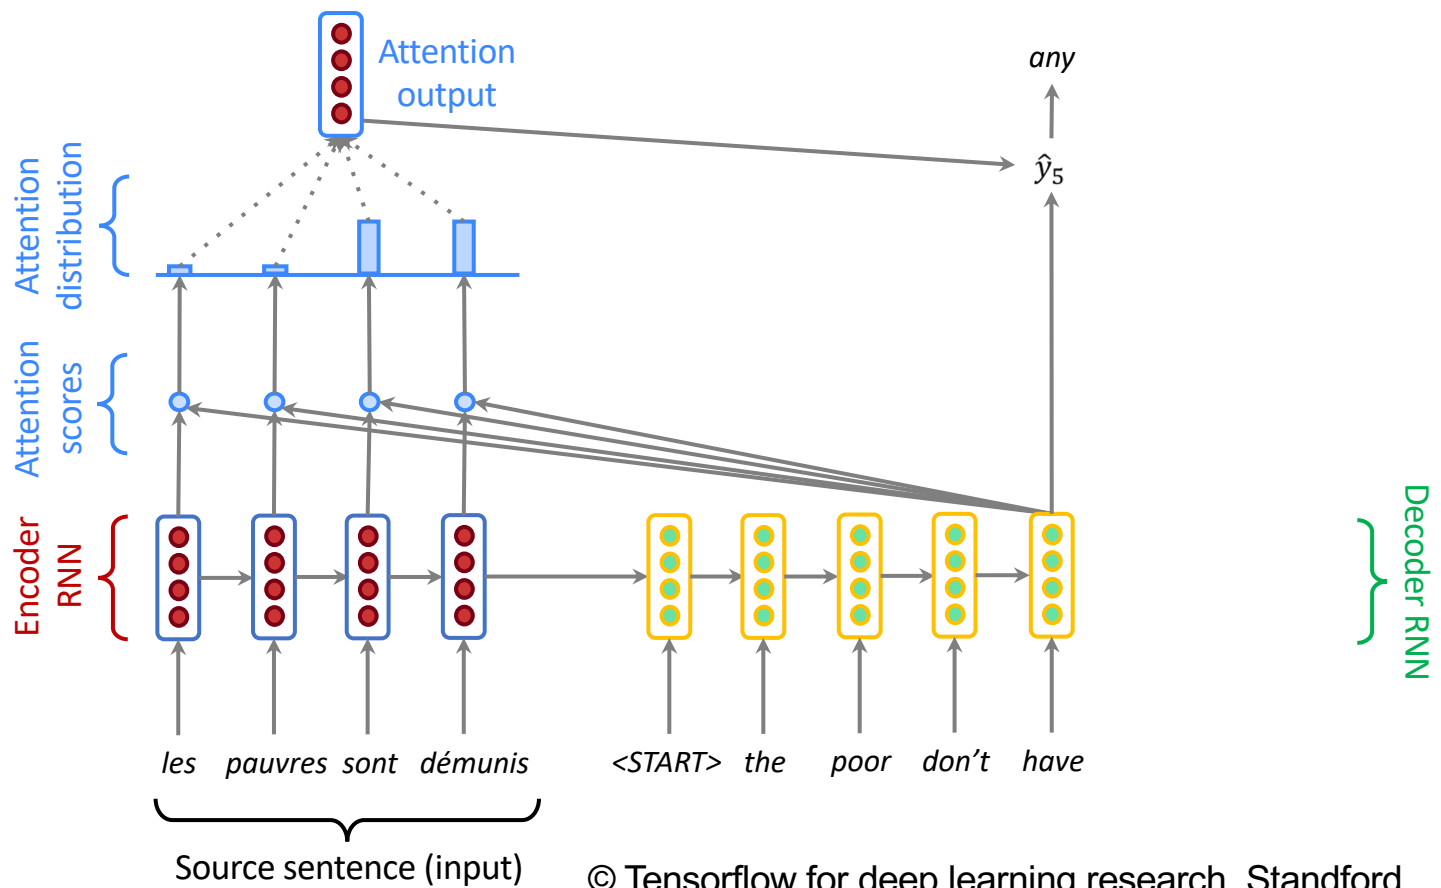 Attention
output
any
ŷ5
Attention
distribution
Attention
scores
Encoder
RNN
Decoder RNN
les pauvres sont démunis <START> the poor don't have
Source sentence (input)
© Tensorflow for deep learning research. Standford